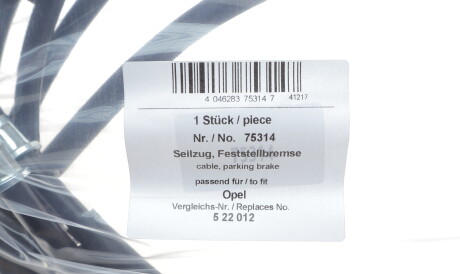 4 046283 75314 7 41217
1 Stück / piece
Nr. / No. 75314
Seilzug, Feststellbremse
cable, parking brake
passend für / to fit
Opel
Vergleichs-Nr. / Replaces No.
5 22 012